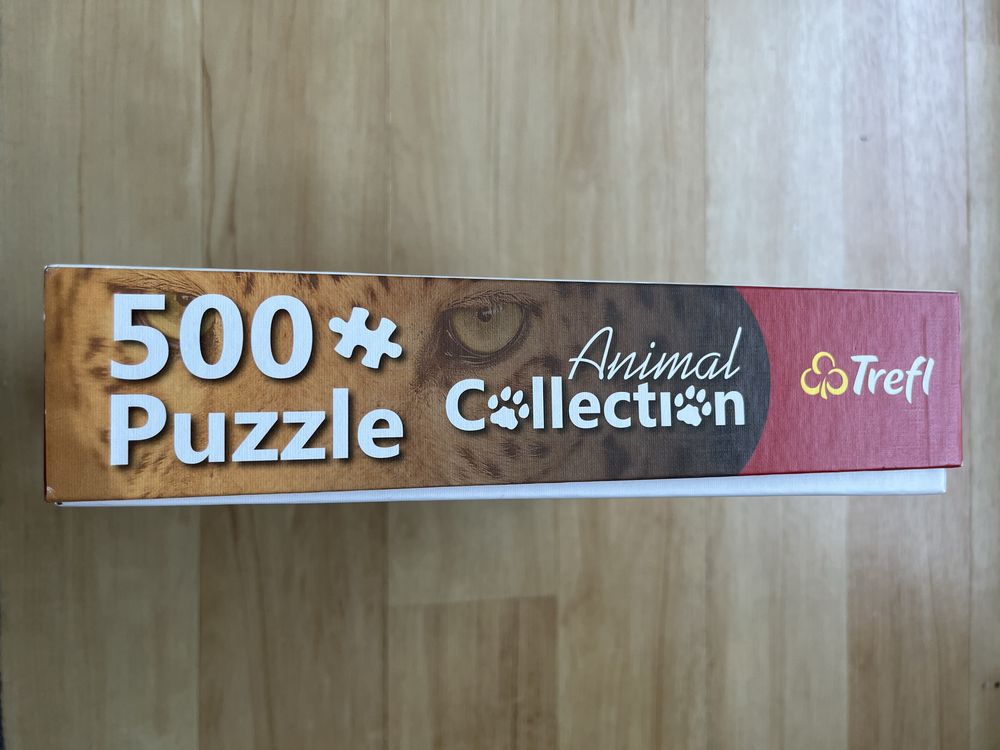 500
Puzzle
Animal
Collection
Trefl